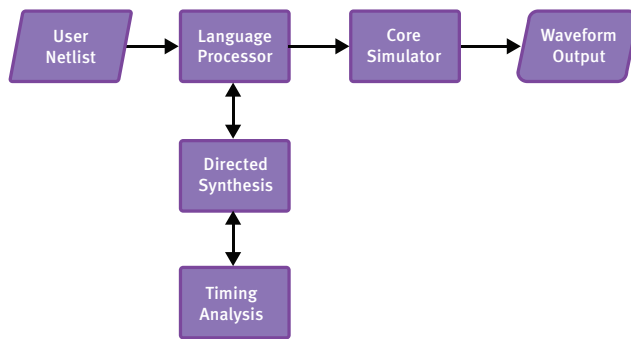 User
Netlist
Language
Processor
Core
Simulator
Waveform
Output
Directed
Synthesis
Timing
Analysis